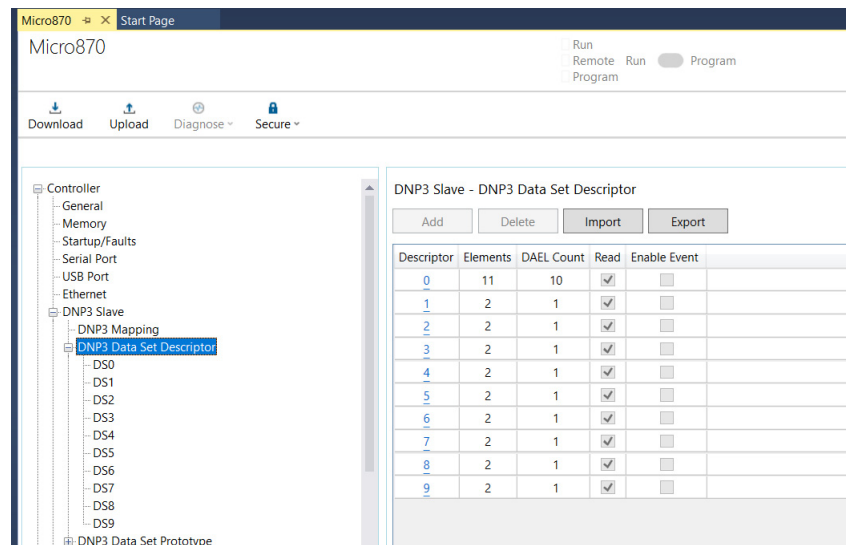 Micro870
Start Page
Micro870
Run
Remote Run Program
Program
Download Upload Diagnose Secure
Controller
General
Memory
Startup/Faults
Serial Port
USB Port
Ethernet
DNP3 Slave
DNP3 Mapping
DNP3 Data Set Descriptor
DS0
DS1
DS2
DS3
DS4
DS5
DS6
DS7
DS8
DS9
DNP3 Data Set Prototype
DNP3 Slave - DNP3 Data Set Descriptor
Add Delete Import Export
Descriptor Elements DAEL Count Read Enable Event
0 11 10
1 2 1
2 2 1
3 2 1
4 2 1
5 2 1
6 2 1
7 2 1
8 2 1
9 2 1